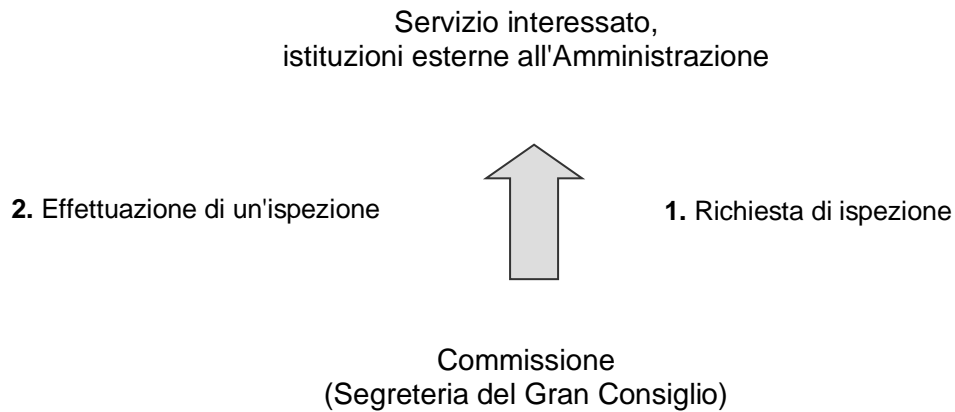 Servizio interessato,
istituzioni esterne all'Amministrazione
2. Effettuazione di un'ispezione
1. Richiesta di ispezione
Commissione
(Segreteria del Gran Consiglio)